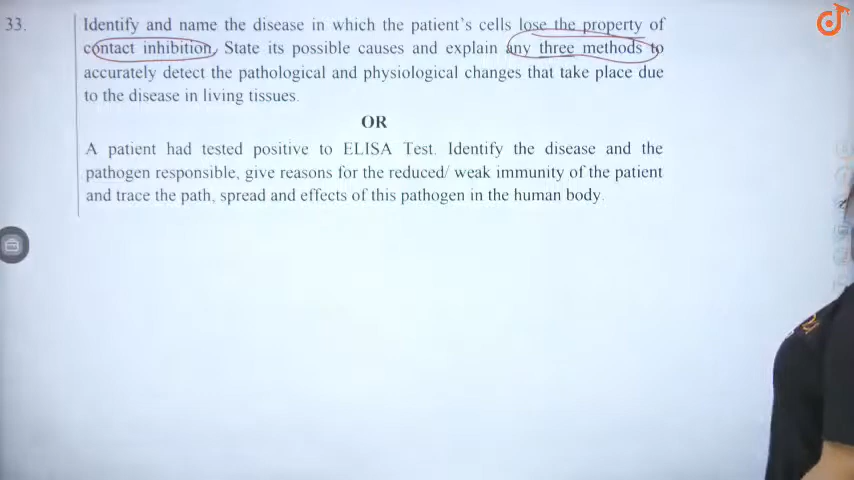 33. Identify and name the disease in which the patient's cells lose the property of
contact inhibition. State its possible causes and explain any three methods to
accurately detect the pathological and physiological changes that take place due
to the disease in living tissues.
OR
A patient had tested positive to ELISA Test. Identify the disease and the
pathogen responsible, give reasons for the reduced/ weak immunity of the patient
and trace the path, spread and effects of this pathogen in the human body.